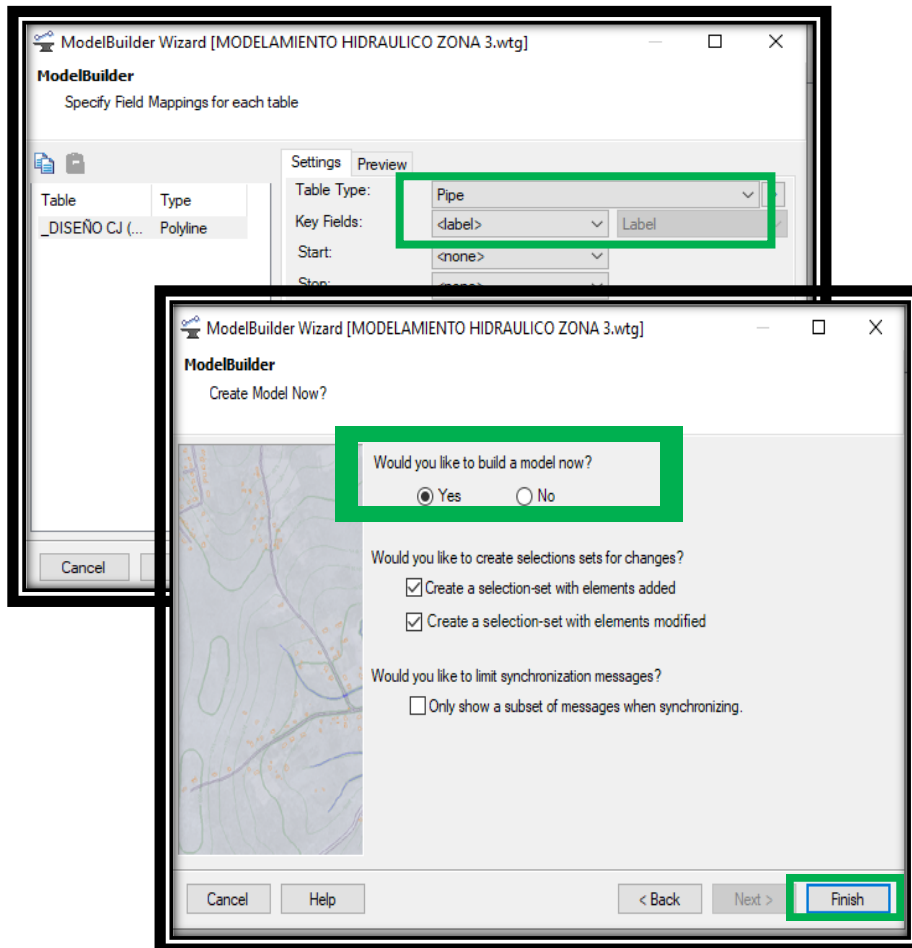 ModelBuilder Wizard [MODELAMIENTO HIDRAULICO ZONA 3.wtg]
ModelBuilder
Specify Field Mappings for each table
Settings Preview
Table Type: Pipe
Table Type
Key Fields: <label> Label
_DISEÑO CJ (... Polyline
Start: <none>
Stop:
Cancel
ModelBuilder Wizard [MODELAMIENTO HIDRAULICO ZONA 3.wtg]
ModelBuilder
Create Model Now?
Would you like to build a model now?
Yes No
Would you like to create selections sets for changes?
Create a selection-set with elements added
Create a selection-set with elements modified
Would you like to limit synchronization messages?
Only show a subset of messages when synchronizing.
Cancel Help < Back Next > Finish